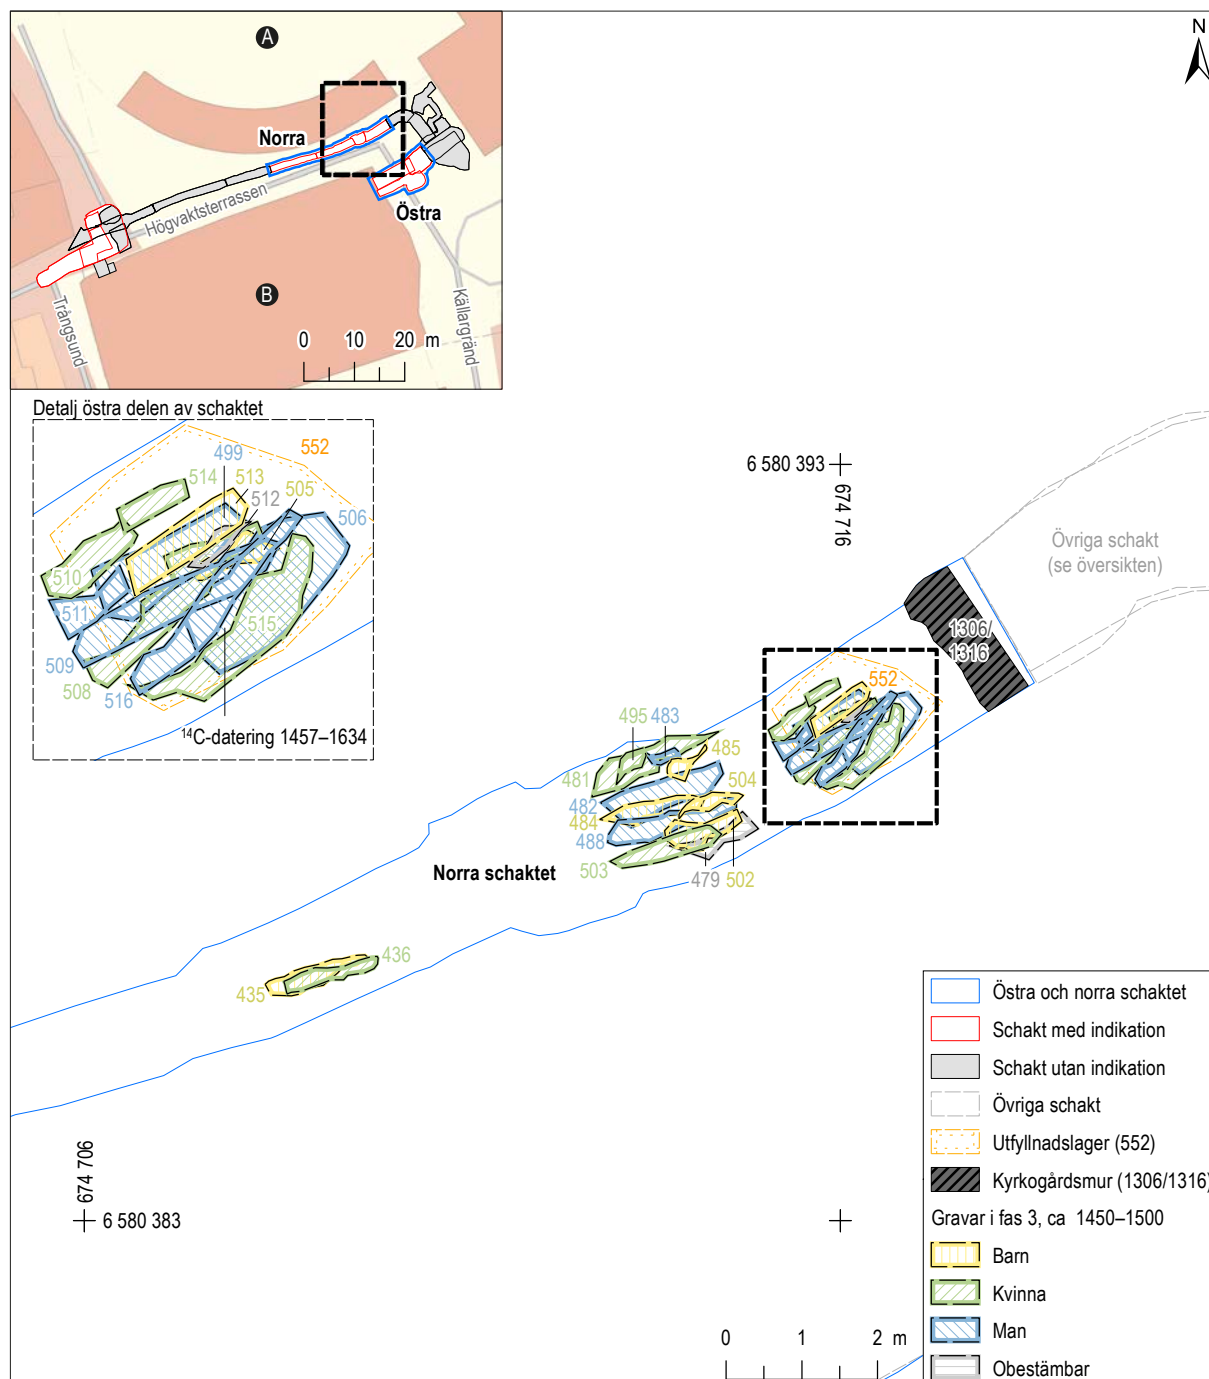 A
N
Norra
Högvaktsterrassen
Östra
B
Trångsund
Källargränd
0 10 20 m
Detalj östra delen av schaktet
552
499
514
513
512
505
506
510
511
515
509
508
516
14C-datering 1457–1634
6 580 393
674 716
Övriga schakt
(se översikten)
1306/
1316
552
495
483
485
481
504
482
484
488
503
479
502
Norra schaktet
436
435
674 706
6 580 383
0 1 2 m
Östra och norra schaktet
Schakt med indikation
Schakt utan indikation
Övriga schakt
Utfyllnadslager (552)
Kyrkogårdsmur (1306/1316)
Gravar i fas 3, ca 1450–1500
Barn
Kvinna
Man
Obestämbar